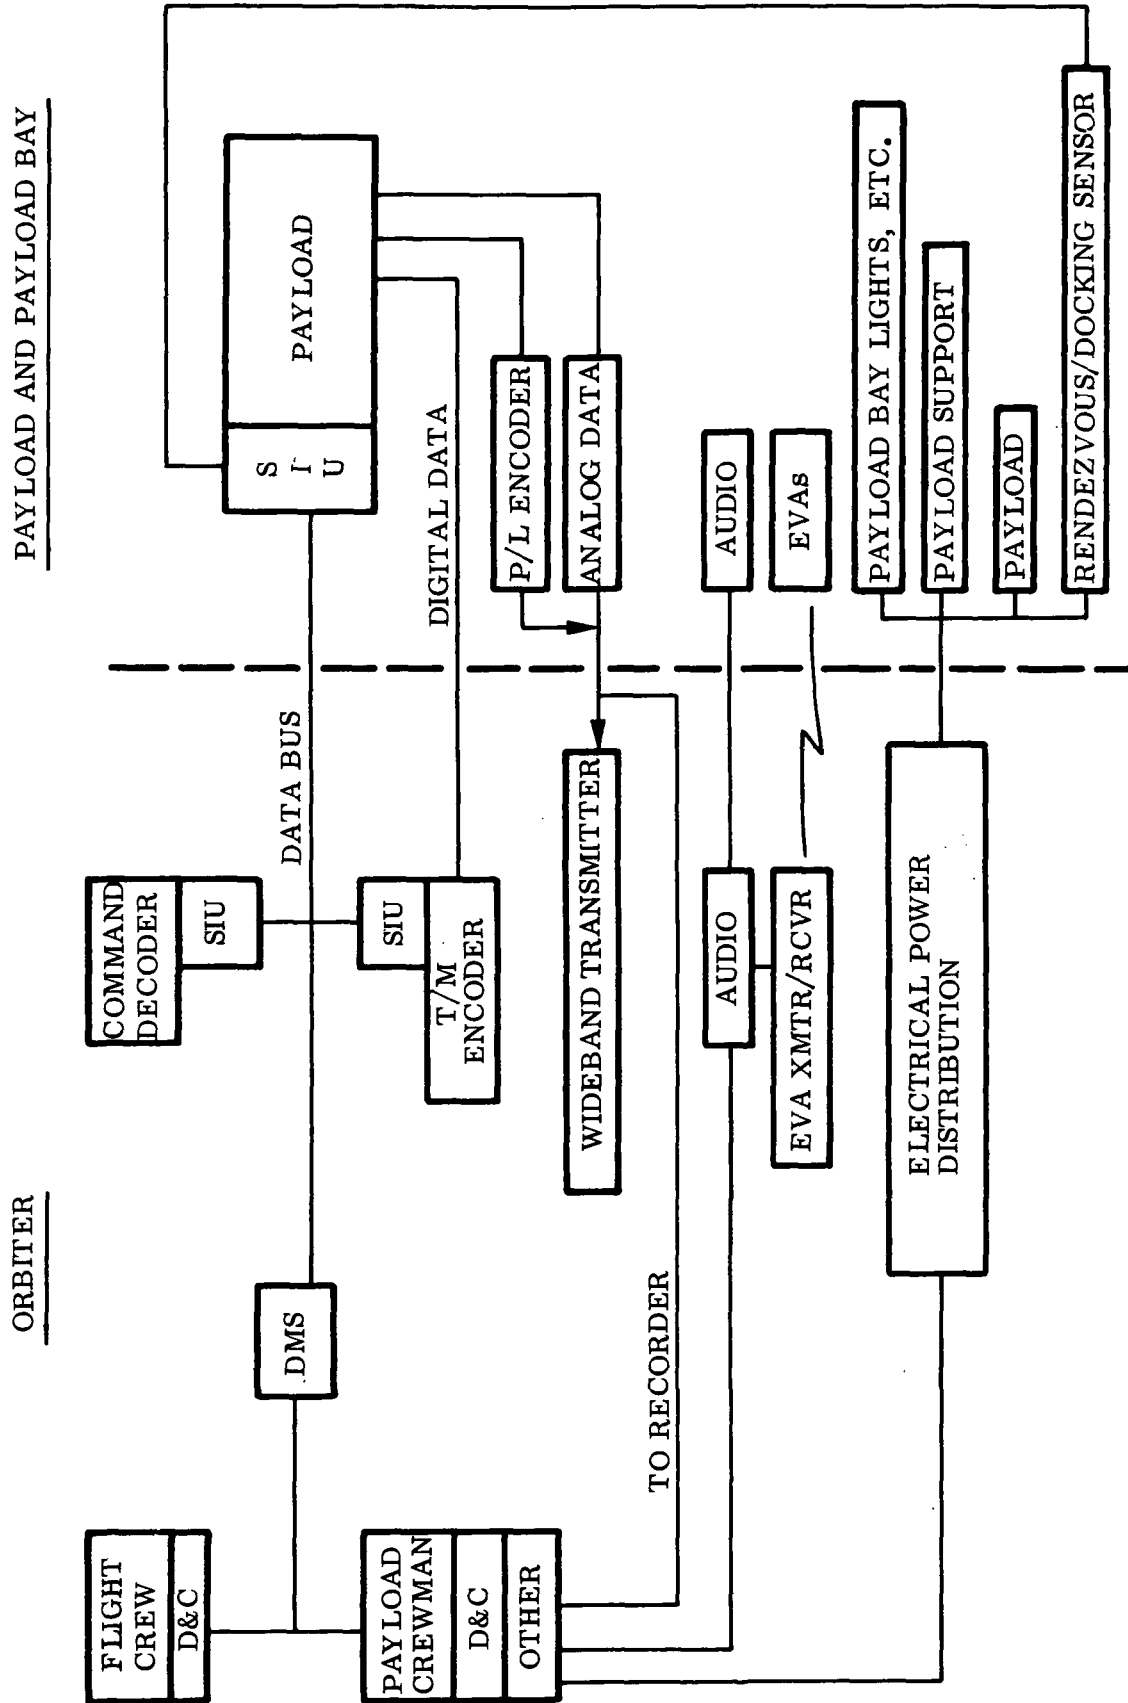 ORBITER
PAYLOAD AND PAYLOAD BAY
FLIGHT
CREW
D&C
PAYLOAD
CREWMAN
D&C
OTHER
DMS
COMMAND
DECODER
SIU
DATA BUS
SIU
T/M
ENCODER
S
I
U
PAYLOAD
DIGITAL DATA
P/L ENCODER
ANALOG DATA
WIDEBAND TRANSMITTER
TO RECORDER
AUDIO
AUDIO
EVA XMTR/RCVR
EVAs
ELECTRICAL POWER
DISTRIBUTION
PAYLOAD BAY LIGHTS, ETC.
PAYLOAD SUPPORT
PAYLOAD
RENDEZVOUS/DOCKING SENSOR